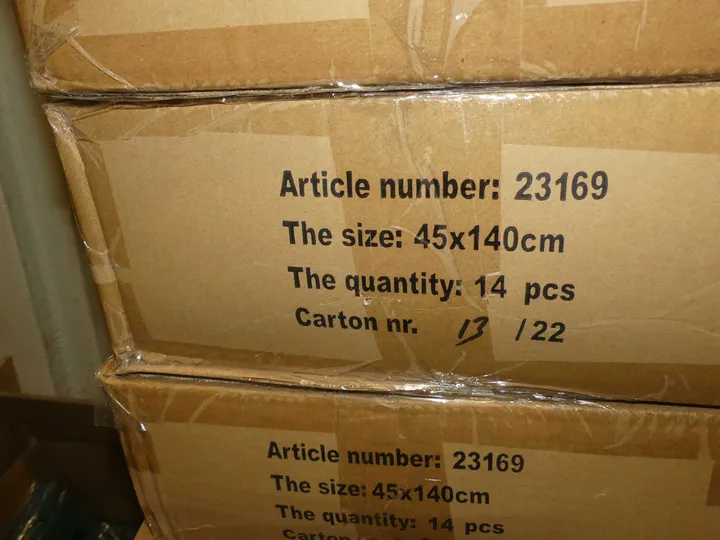 Article number: 23169
The size: 45x140cm
The quantity: 14 pcs
Carton nr. 13 /22
Article number: 23169
The size: 45x140cm
The quantity: 14 pcs
Carton